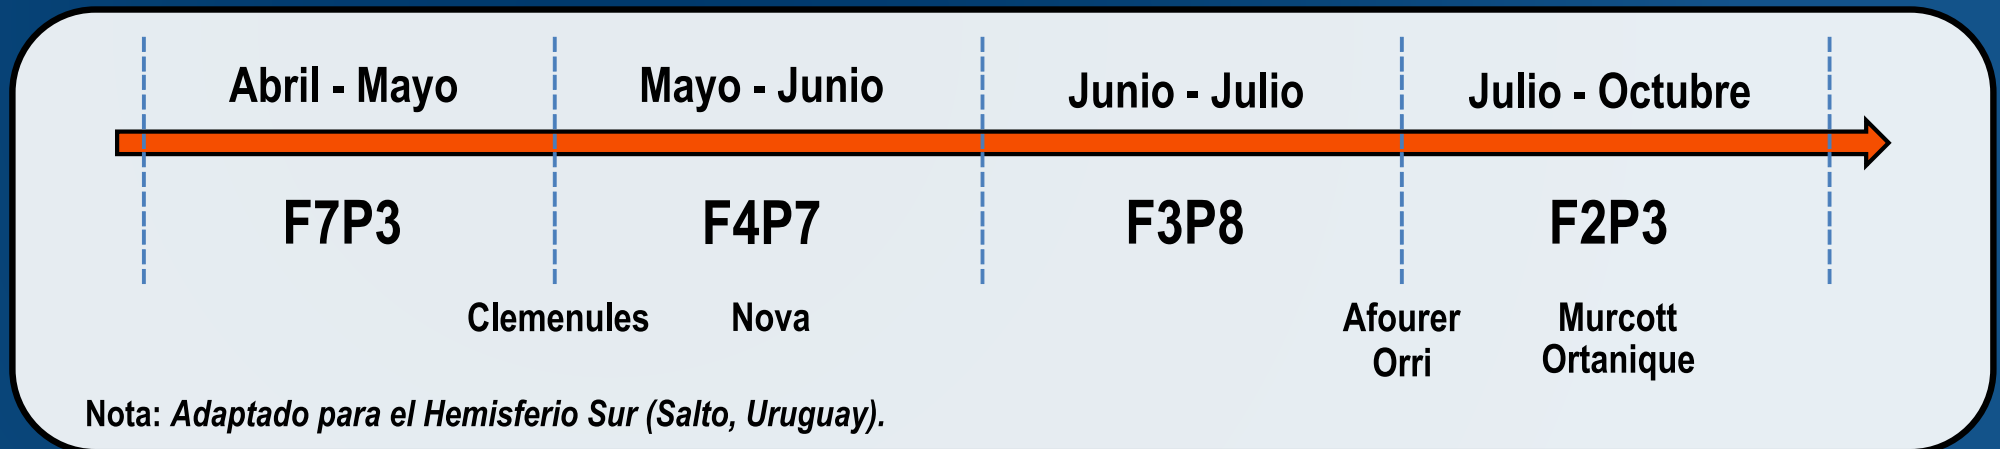 Abril - Mayo
Mayo - Junio
Junio - Julio
Julio - Octubre
F7P3
F4P7
F3P8
F2P3
Clemenules
Nova
Afourer
Orri
Murcott
Ortanique
Nota: Adaptado para el Hemisferio Sur (Salto, Uruguay).